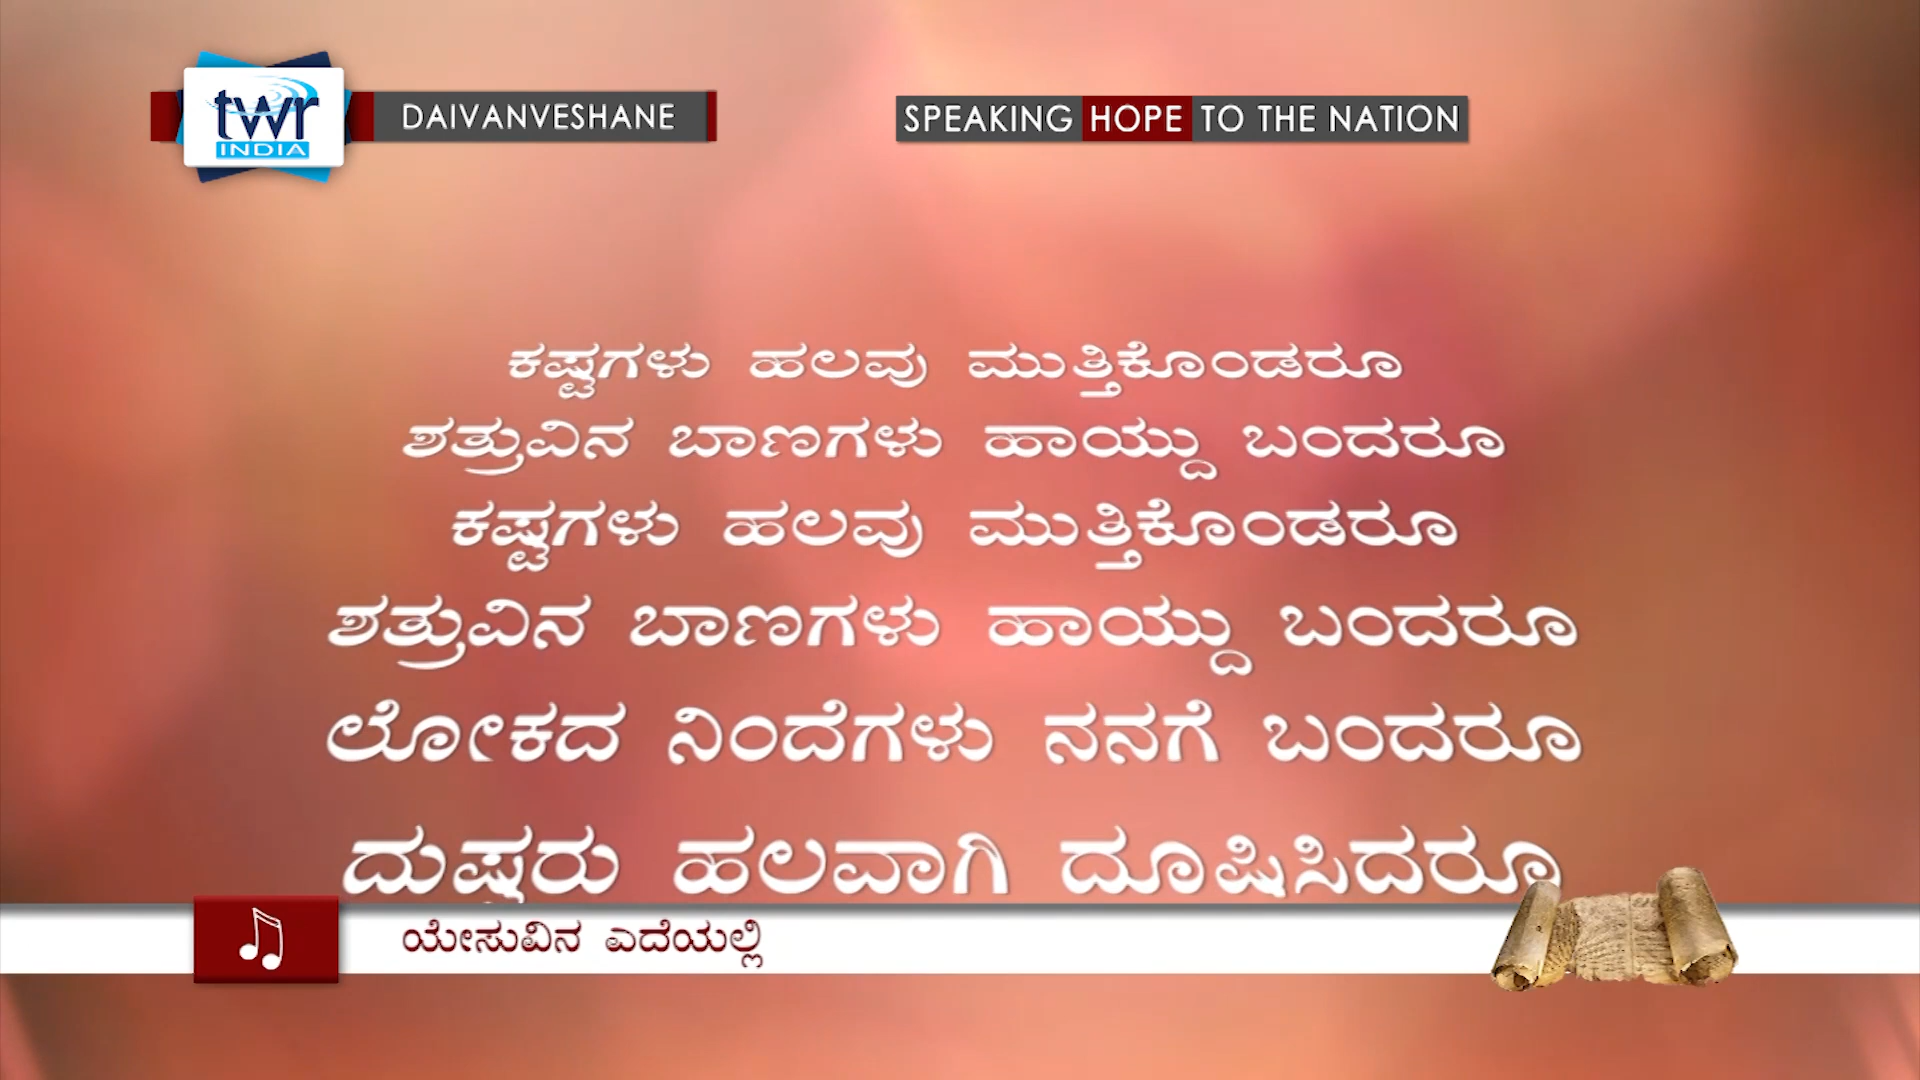 twr
INDIA
DAIVANVESHANE
SPEAKING HOPE TO THE NATION
ಕಷ್ಟಗಳು ಹಲವು ಮುತ್ತಿಕೊಂಡರೂ
ಶತ್ರುವಿನ ಬಾಣಗಳು ಹಾಯ್ದು ಬಂದರೂ
ಕಷ್ಟಗಳು ಹಲವು ಮುತ್ತಿಕೊಂಡರೂ
ಶತ್ರುವಿನ ಬಾಣಗಳು ಹಾಯ್ದು ಬಂದರೂ
ಲೋಕದ ನಿಂದೆಗಳು ನನಗೆ ಬಂದರೂ
ಹಲವಾಗಿ ದೂಷಿಸಿದರೂ
ಯೇಸುವಿನ ಎದೆಯಲ್ಲಿ